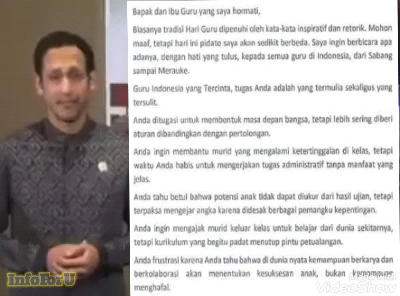 Bapak dan Ibu Guru yang saya hormati,
Biasanya tradisi Hari Guru dipenuhi oleh kata-kata inspiratif dan retorik. Mohon
maaf, tetapi hari ini pidato saya akan sedikit berbeda. Saya ingin berbicara apa
adanya, dengan hati yang tulus, kepada semua guru di Indonesia, dari Sabang
sampai Merauke.
Guru Indonesia yang Tercinta, tugas Anda adalah yang termulia sekaligus yang
tersulit.
Anda ditugasi untuk membentuk masa depan bangsa, tetapi lebih sering diberi
aturan dibandingkan dengan pertolongan.
Anda ingin membantu murid yang mengalami ketertinggalan di kelas, tetapi
waktu Anda habis untuk mengerjakan tugas administratif tanpa manfaat yang
jelas.
Anda tahu betul bahwa potensi anak tidak dapat diukur dari hasil ujian, tetapi
terpaksa mengejar angka karena didesak berbagai pemangku kepentingan.
Anda ingin mengajak murid keluar kelas untuk belajar dari dunia sekitarnya,
tetapi kurikulum yang begitu padat menutup pintu petualangan.
Anda frustrasi karena Anda tahu bahwa di dunia nyata kemampuan berkarya dan
berkolaborasi akan menentukan kesuksesan anak, bukan kemampuan
menghafal.
InfoForU
VideoShow